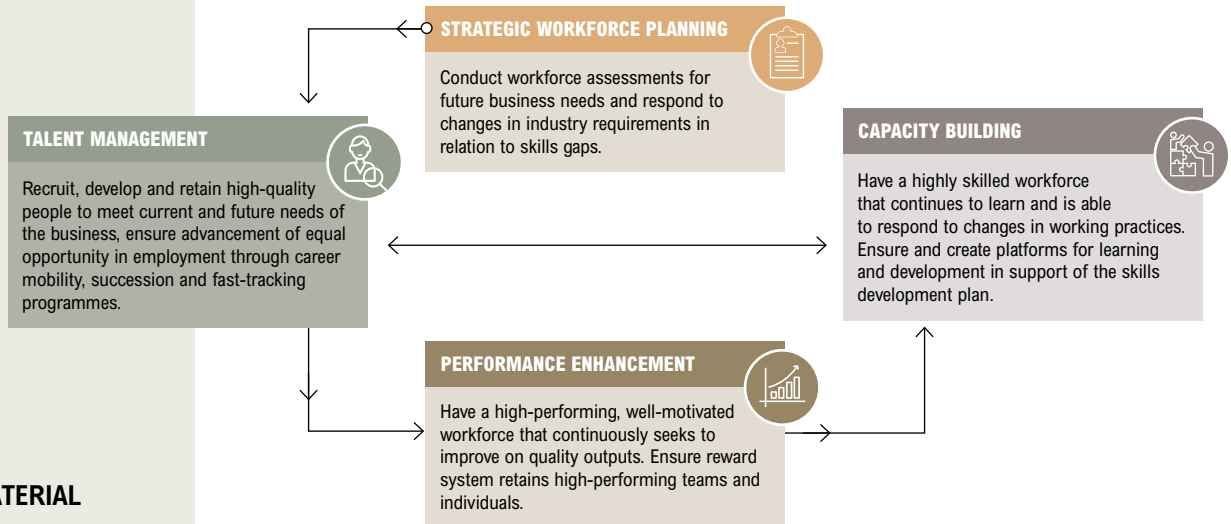 STRATEGIC WORKFORCE PLANNING
Conduct workforce assessments for
future business needs and respond to
changes in industry requirements in
relation to skills gaps.
TALENT MANAGEMENT
Recruit, develop and retain high-quality
people to meet current and future needs of
the business, ensure advancement of equal
opportunity in employment through career
mobility, succession and fast-tracking
programmes.
CAPACITY BUILDING
Have a highly skilled workforce
that continues to learn and is able
to respond to changes in working practices.
Ensure and create platforms for learning
and development in support of the skills
development plan.
PERFORMANCE ENHANCEMENT
Have a high-performing, well-motivated
workforce that continuously seeks to
improve on quality outputs. Ensure reward
system retains high-performing teams and
individuals.
ATERIAL